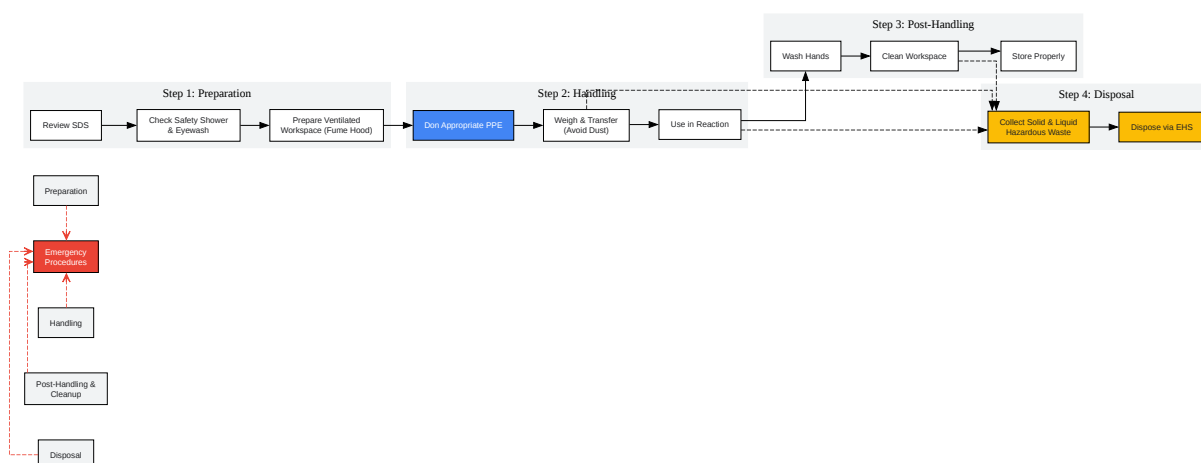 Step 3: Post-Handling
Wash Hands
Clean Workspace
Store Properly
Step 1: Preparation
Review SDS
Check Safety Shower
& Eyewash
Prepare Ventilated
Workspace (Fume Hood)
Step 2: Handling
Don Appropriate PPE
Weigh & Transfer
(Avoid Dust)
Use in Reaction
Step 4: Disposal
Collect Solid & Liquid
Hazardous Waste
Dispose via EHS
Preparation
Emergency
Procedures
Handling
Post-Handling &
Cleanup
Disposal